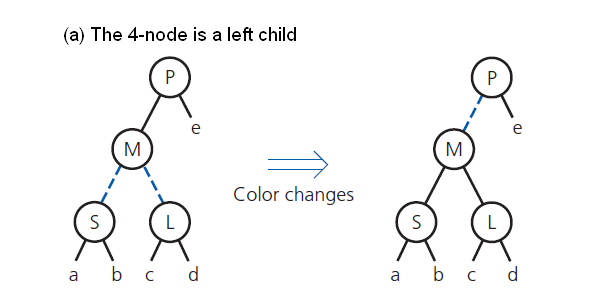 (a) The 4-node is a left child
P P
e e
M M
Color changes
S L S L
a b c d a b c d